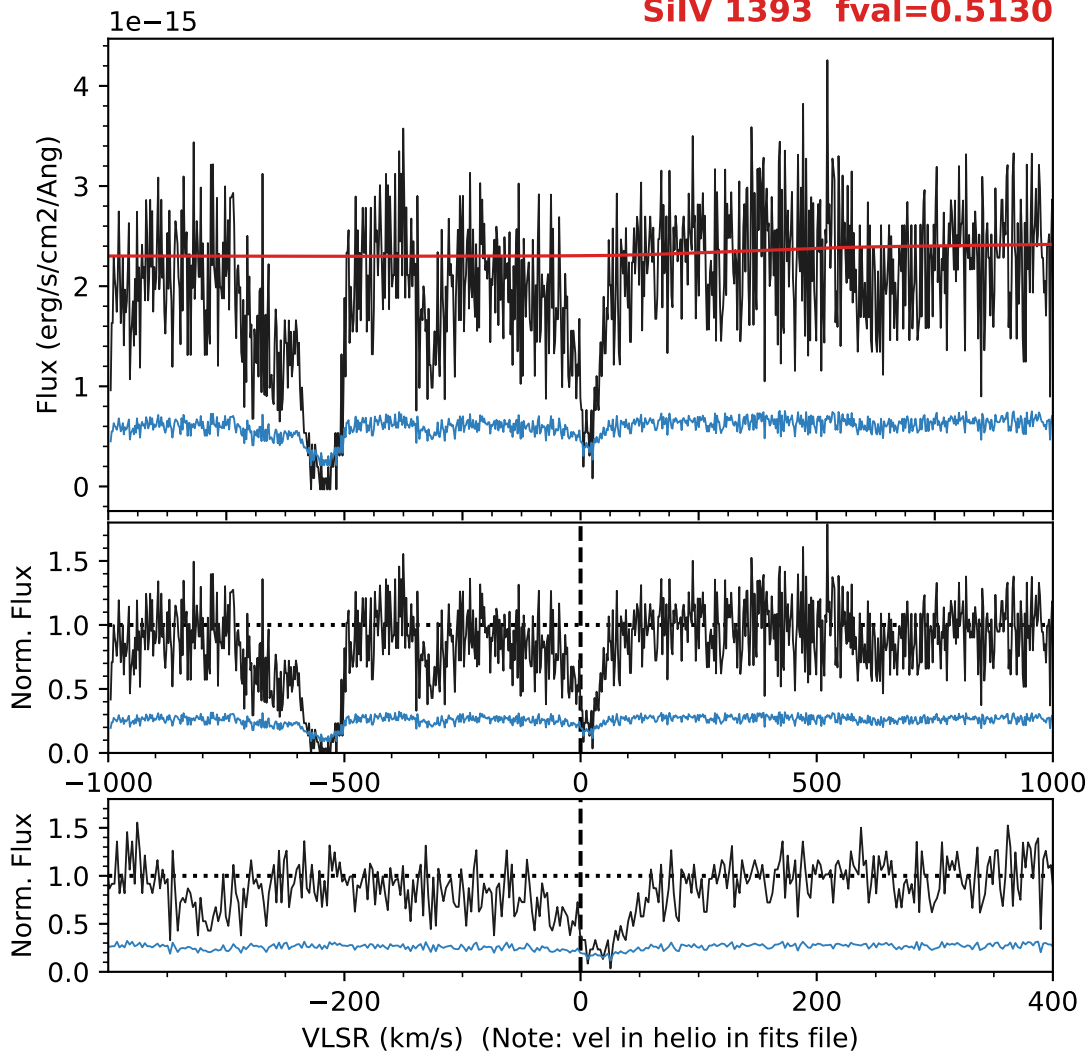 SiIV 1393 fval=0.5130
1e−15
4
3
2
1
0
Flux (erg/s/cm2/Ang)
1.5
1.0
0.5
0.0
Norm. Flux
−1000 −500 0 500 1000
1.5
1.0
0.5
0.0
Norm. Flux
−200 0 200 400
VLSR (km/s) (Note: vel in helio in fits file)